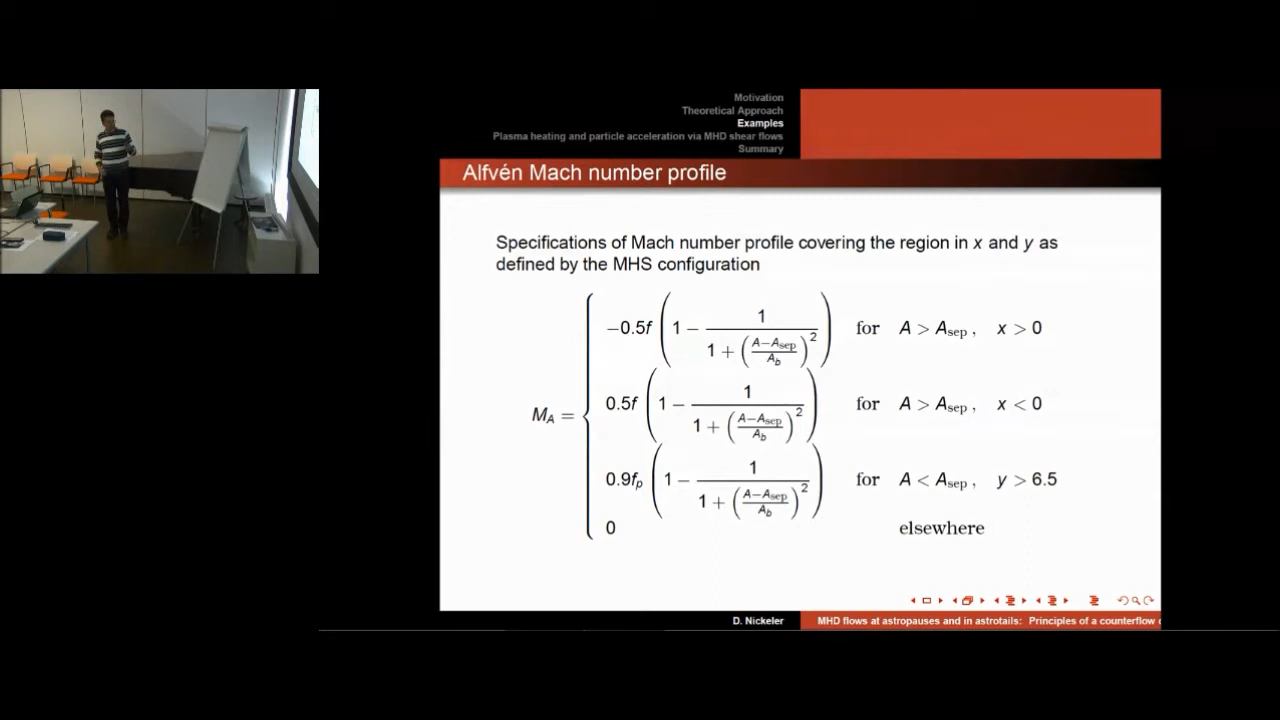 Motivation
Theoretical Approach
Examples
Plasma heating and particle acceleration via MHD shear flows
Summary
Alfvén Mach number profile
Specifications of Mach number profile covering the region in x and y as
defined by the MHS configuration
M_A = { −0.5f (1 − 1/(1 + ((A−A_sep)/A_b)^2)) for A > A_sep , x > 0
0.5f (1 − 1/(1 + ((A−A_sep)/A_b)^2)) for A > A_sep , x < 0
0.9f_p (1 − 1/(1 + ((A−A_sep)/A_b)^2)) for A < A_sep , y > 6.5
0 elsewhere
D. Nickeler
MHD flows at astropauses and in astrotails: Principles of a counterflow